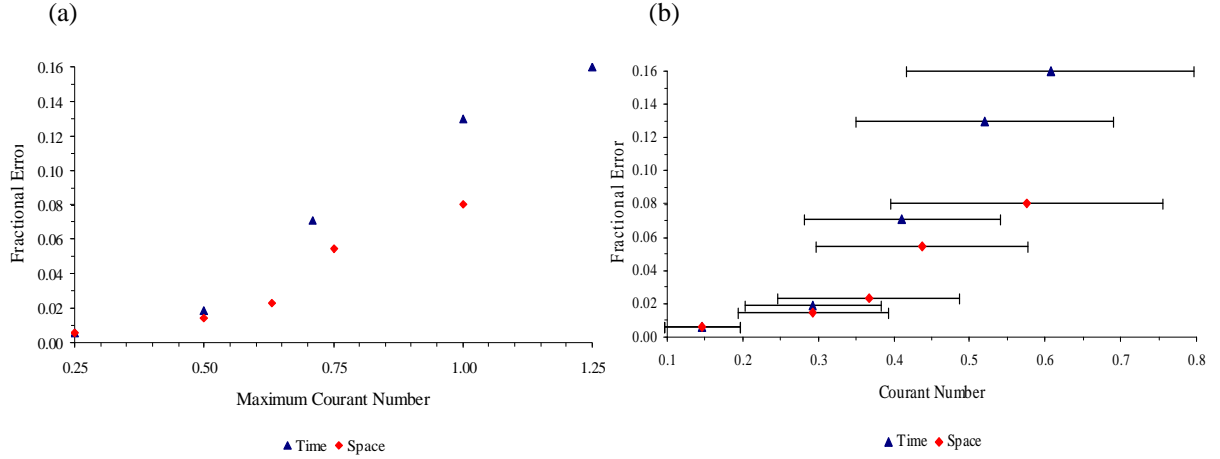 (a)
0.16
0.14
0.12
0.10
0.08
0.06
0.04
0.02
0.00
Fractional Error
0.25 0.50 0.75 1.00 1.25
Maximum Courant Number
Time Space
(b)
0.16
0.14
0.12
0.10
0.08
0.06
0.04
0.02
0.00
Fractional Error
0.1 0.2 0.3 0.4 0.5 0.6 0.7 0.8
Courant Number
Time Space